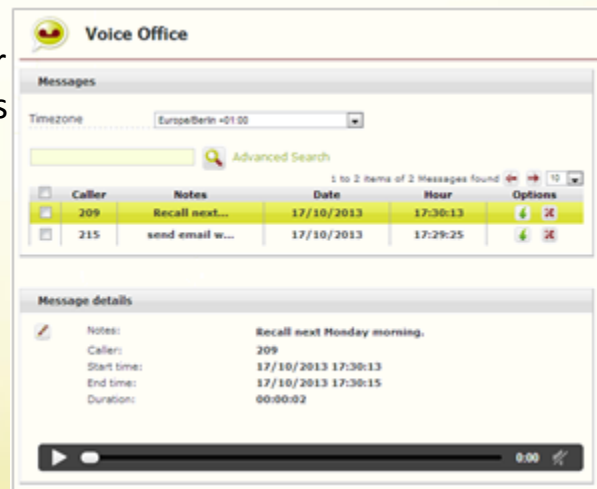 r
s
Voice Office
Messages
Timezone Europe/Berlin +01:00
Advanced Search
1 to 2 items of 2 Messages found 10
Caller Notes Date Hour Options
209 Recall next... 17/10/2013 17:30:13
215 send email w... 17/10/2013 17:29:25
Message details
Notes: Recall next Monday morning.
Caller: 209
Start time: 17/10/2013 17:30:13
End time: 17/10/2013 17:30:15
Duration: 00:00:02
0:00